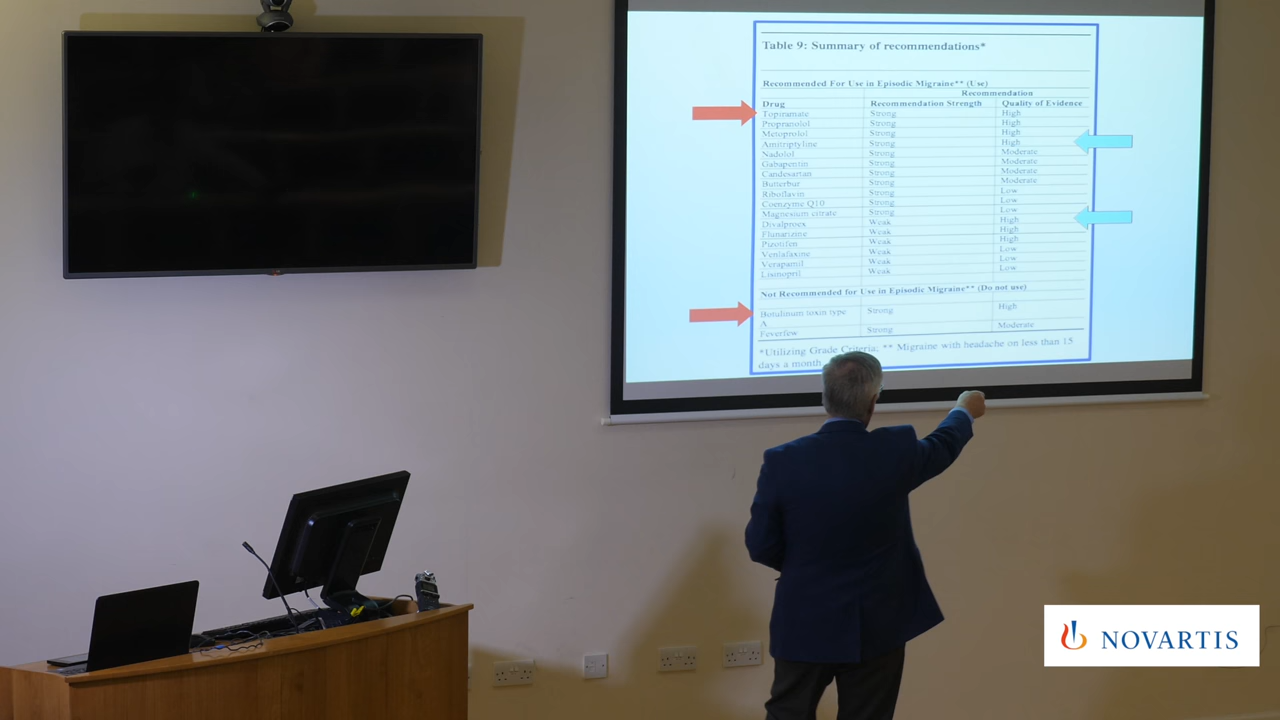 Table 9: Summary of recommendations*
Recommended For Use in Episodic Migraine** (Use)
Recommendation
Drug Recommendation Strength Quality of Evidence
Topiramate Strong High
Propranolol Strong High
Metoprolol Strong High
Amitriptyline Strong High
Nadolol Strong Moderate
Gabapentin Strong Moderate
Candesartan Strong Moderate
Butterbur Strong Moderate
Riboflavin Strong Low
Coenzyme Q10 Strong Low
Magnesium citrate Strong Low
Divalproex Weak High
Flunarizine Weak High
Pizotifen Weak High
Venlafaxine Weak Low
Verapamil Weak Low
Lisinopril Weak Low
Not Recommended for Use in Episodic Migraine** (Do not use)
Botulinum toxin type Strong High
A
Feverfew Strong Moderate
*Utilizing Grade Criteria; ** Migraine with headache on less than 15
days a month
NOVARTIS